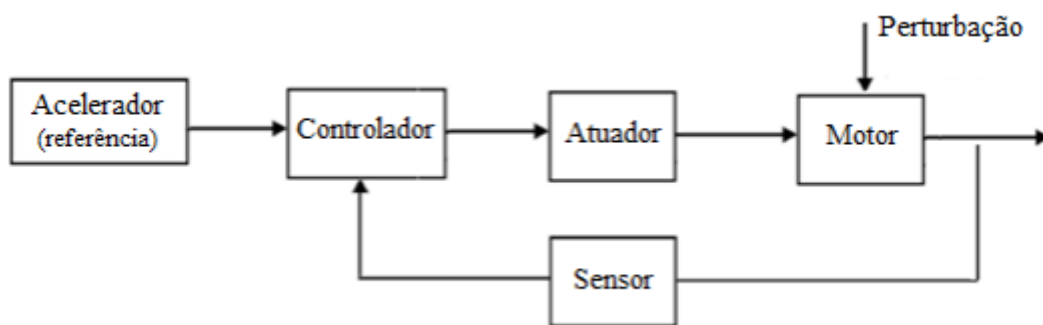 Perturbação
Acelerador
(referência)
Controlador
Atuador
Motor
Sensor